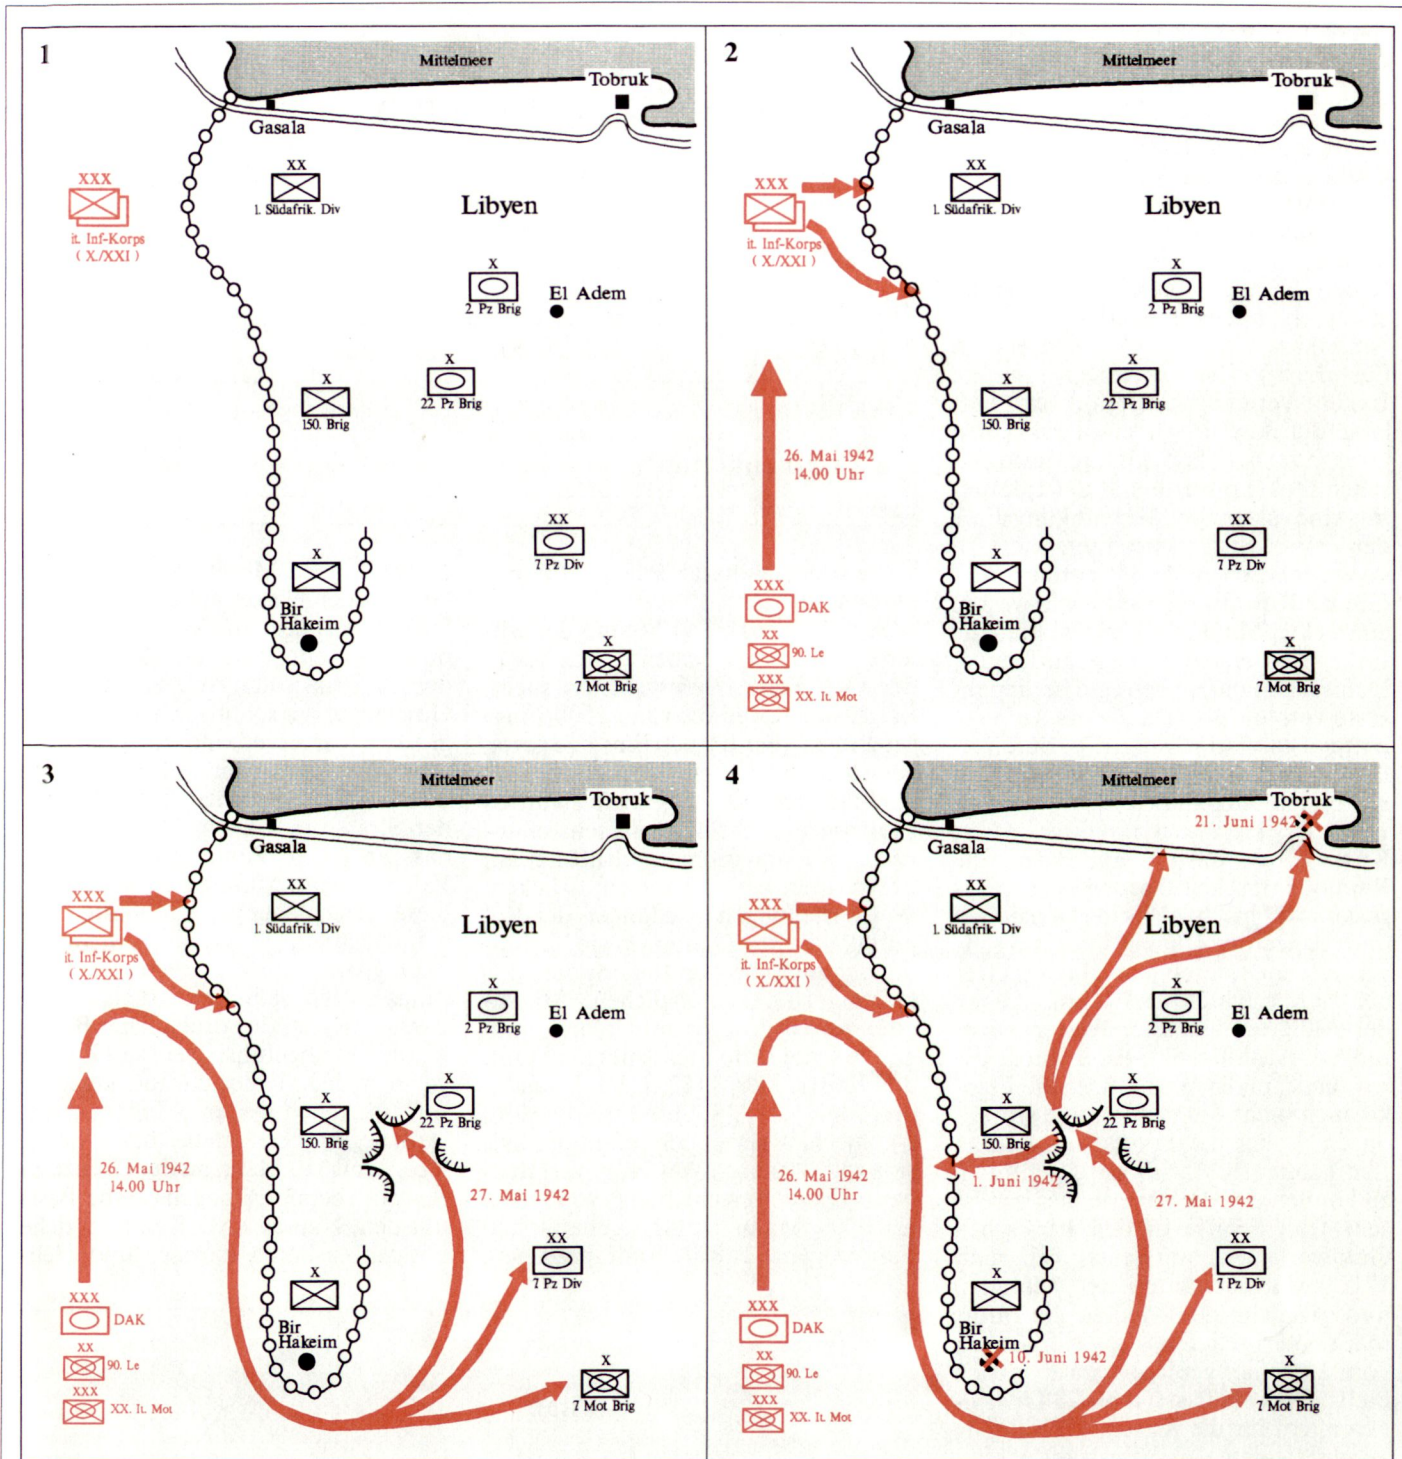 1
Mittelmeer
Tobruk
Gasala
XX
1. Südafrik. Div
XXX
it. Inf-Korps
( X./XXI )
Libyen
X
2. Pz Brig
El Adem
X
22. Pz Brig
X
150. Brig
XX
7 Pz Div
X
Bir
Hakeim
X
7 Mot Brig
2
Mittelmeer
Tobruk
Gasala
XX
1. Südafrik. Div
XXX
it. Inf-Korps
( X./XXI )
Libyen
X
2. Pz Brig
El Adem
X
22. Pz Brig
X
150. Brig
26. Mai 1942
14.00 Uhr
XX
7 Pz Div
X
XXX
DAK
Bir
Hakeim
XX
90. Le
XXX
XX. It. Mot
X
7 Mot Brig
3
Mittelmeer
Tobruk
Gasala
XX
1. Südafrik. Div
XXX
it. Inf-Korps
( X./XXI )
Libyen
X
2. Pz Brig
El Adem
X
22. Pz Brig
X
150. Brig
26. Mai 1942
14.00 Uhr
27. Mai 1942
XX
7 Pz Div
X
XXX
DAK
Bir
Hakeim
XX
90. Le
XXX
XX. It. Mot
X
7 Mot Brig
4
Mittelmeer
Tobruk
21. Juni 1942
Gasala
XX
1. Südafrik. Div
XXX
it. Inf-Korps
( X./XXI )
Libyen
X
2. Pz Brig
El Adem
X
22. Pz Brig
X
150. Brig
26. Mai 1942
14.00 Uhr
1. Juni 1942
27. Mai 1942
XX
7 Pz Div
X
XXX
DAK
Bir
Hakeim
10. Juni 1942
XX
90. Le
XXX
XX. It. Mot
X
7 Mot Brig